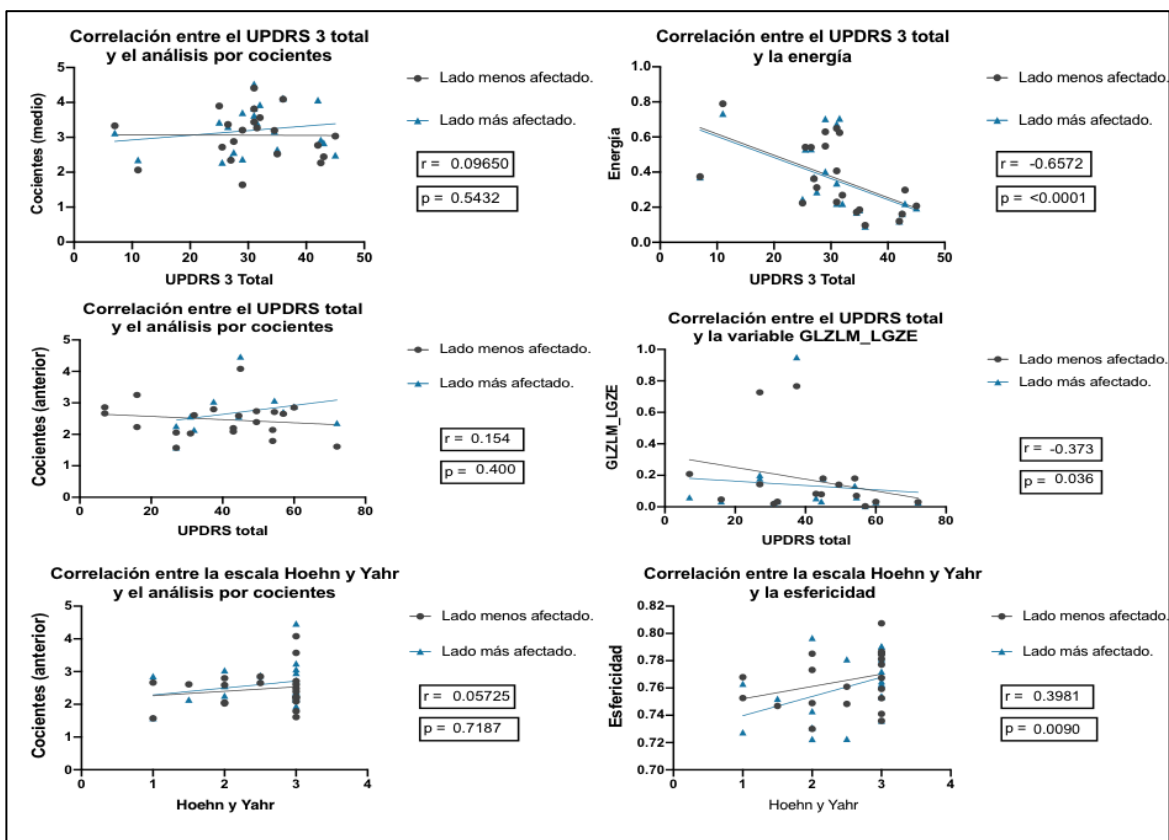 Correlación entre el UPDRS 3 total
y el análisis por cocientes
5
4
3
2
1
0
Cocientes (medio)
0 10 20 30 40 50
UPDRS 3 Total
Lado menos afectado.
Lado más afectado.
r = 0.09650
p = 0.5432
Correlación entre el UPDRS 3 total
y la energía
1.0
0.8
0.6
0.4
0.2
0.0
Energía
0 10 20 30 40 50
UPDRS 3 Total
Lado menos afectado.
Lado más afectado.
r = -0.6572
p = <0.0001
Correlación entre el UPDRS total
y el análisis por cocientes
5
4
3
2
1
0
Cocientes (anterior)
0 20 40 60 80
UPDRS total
Lado menos afectado.
Lado más afectado.
r = 0.154
p = 0.400
Correlación entre el UPDRS total
y la variable GLZLM_LGZE
1.0
0.8
0.6
0.4
0.2
0.0
GLZLM_LGZE
0 20 40 60 80
UPDRS total
Lado menos afectado.
Lado más afectado.
r = -0.373
p = 0.036
Correlación entre la escala Hoehn y Yahr
y el análisis por cocientes
5
4
3
2
1
0
Cocientes (anterior)
0 1 2 3 4
Hoehn y Yahr
Lado menos afectado.
Lado más afectado.
r = 0.05725
p = 0.7187
Correlación entre la escala Hoehn y Yahr
y la esfericidad
0.82
0.80
0.78
0.76
0.74
0.72
0.70
Esfericidad
0 1 2 3 4
Hoehn y Yahr
Lado menos afectado.
Lado más afectado.
r = 0.3981
p = 0.0090